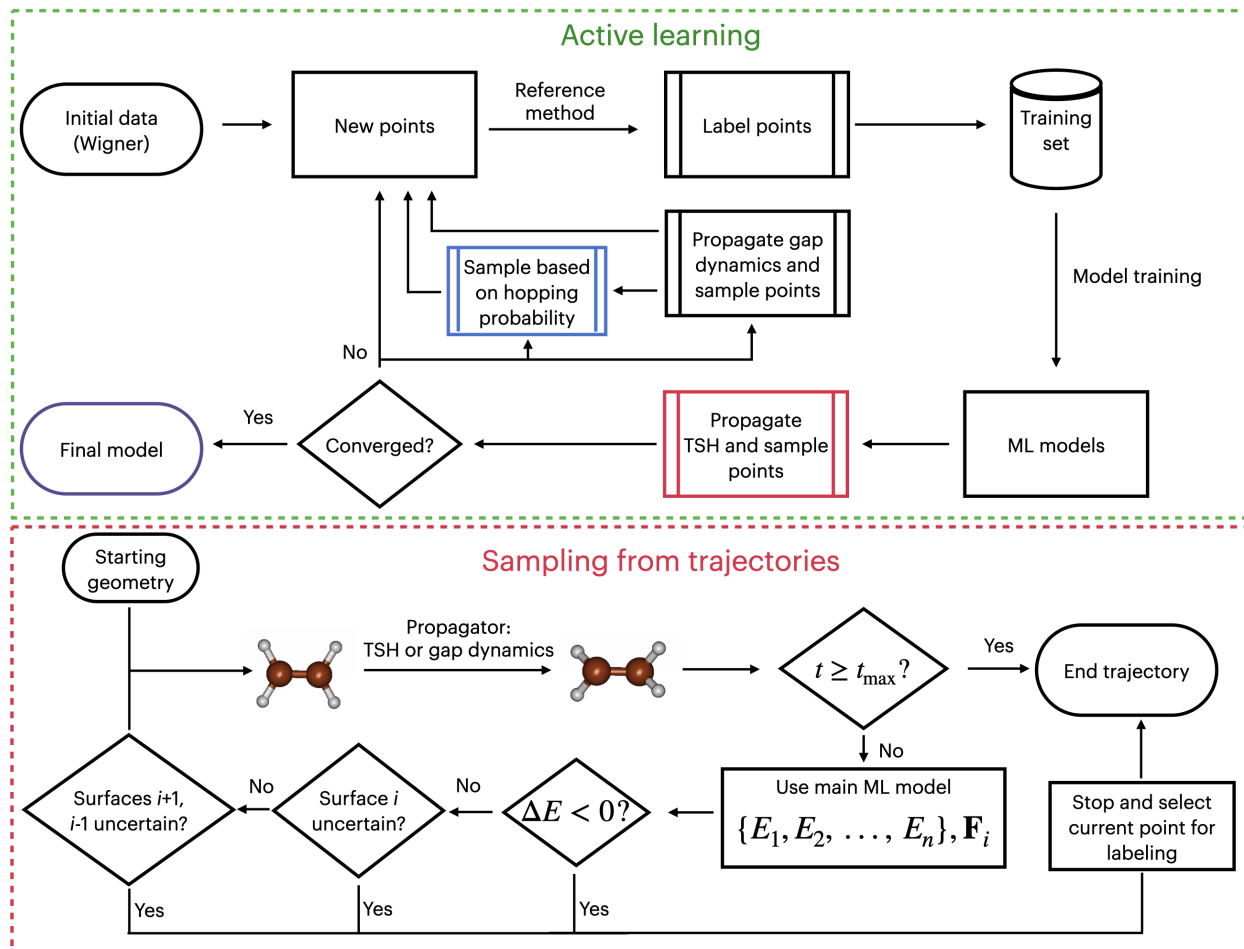 Active learning
Initial data
(Wigner)
New points
Reference
method
Label points
Training
set
Propagate gap
dynamics and
sample points
Sample based
on hopping
probability
Model training
No
Yes
Final model
Converged?
Propagate
TSH and sample
points
ML models
Starting
geometry
Sampling from trajectories
Propagator:
TSH or gap dynamics
t ≥ tmax?
Yes
End trajectory
No
Surfaces i+1,
i-1 uncertain?
No
Surface i
uncertain?
No
ΔE < 0?
Use main ML model
{E1, E2, ..., En}, Fi
Stop and select
current point for
labeling
Yes
Yes
Yes